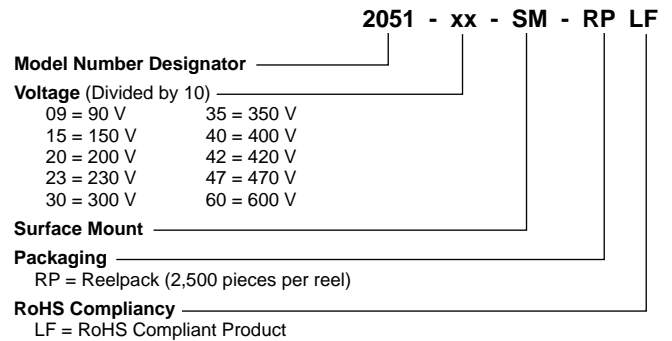 2051 - xx - SM - RP LF
Model Number Designator
Voltage (Divided by 10)
09 = 90 V 35 = 350 V
15 = 150 V 40 = 400 V
20 = 200 V 42 = 420 V
23 = 230 V 47 = 470 V
30 = 300 V 60 = 600 V
Surface Mount
Packaging
RP = Reelpack (2,500 pieces per reel)
RoHS Compliancy
LF = RoHS Compliant Product